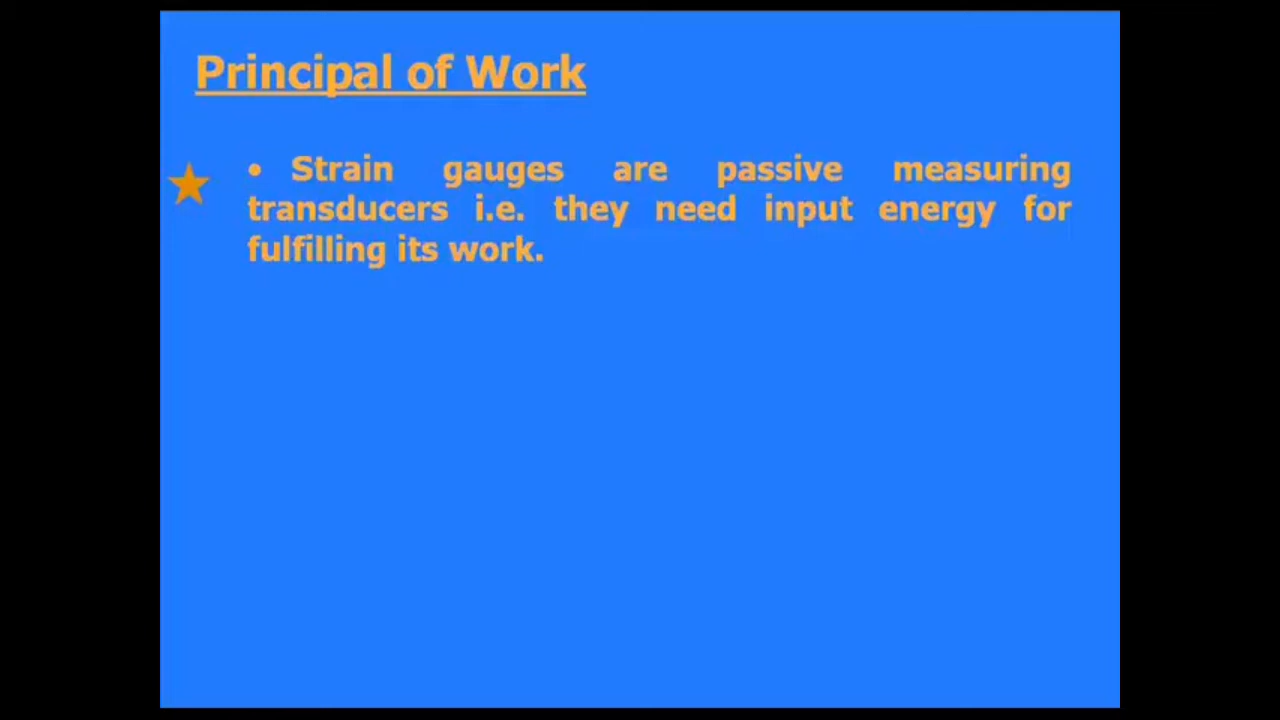 Principal of Work
• Strain gauges are passive measuring
transducers i.e. they need input energy for
fulfilling its work.